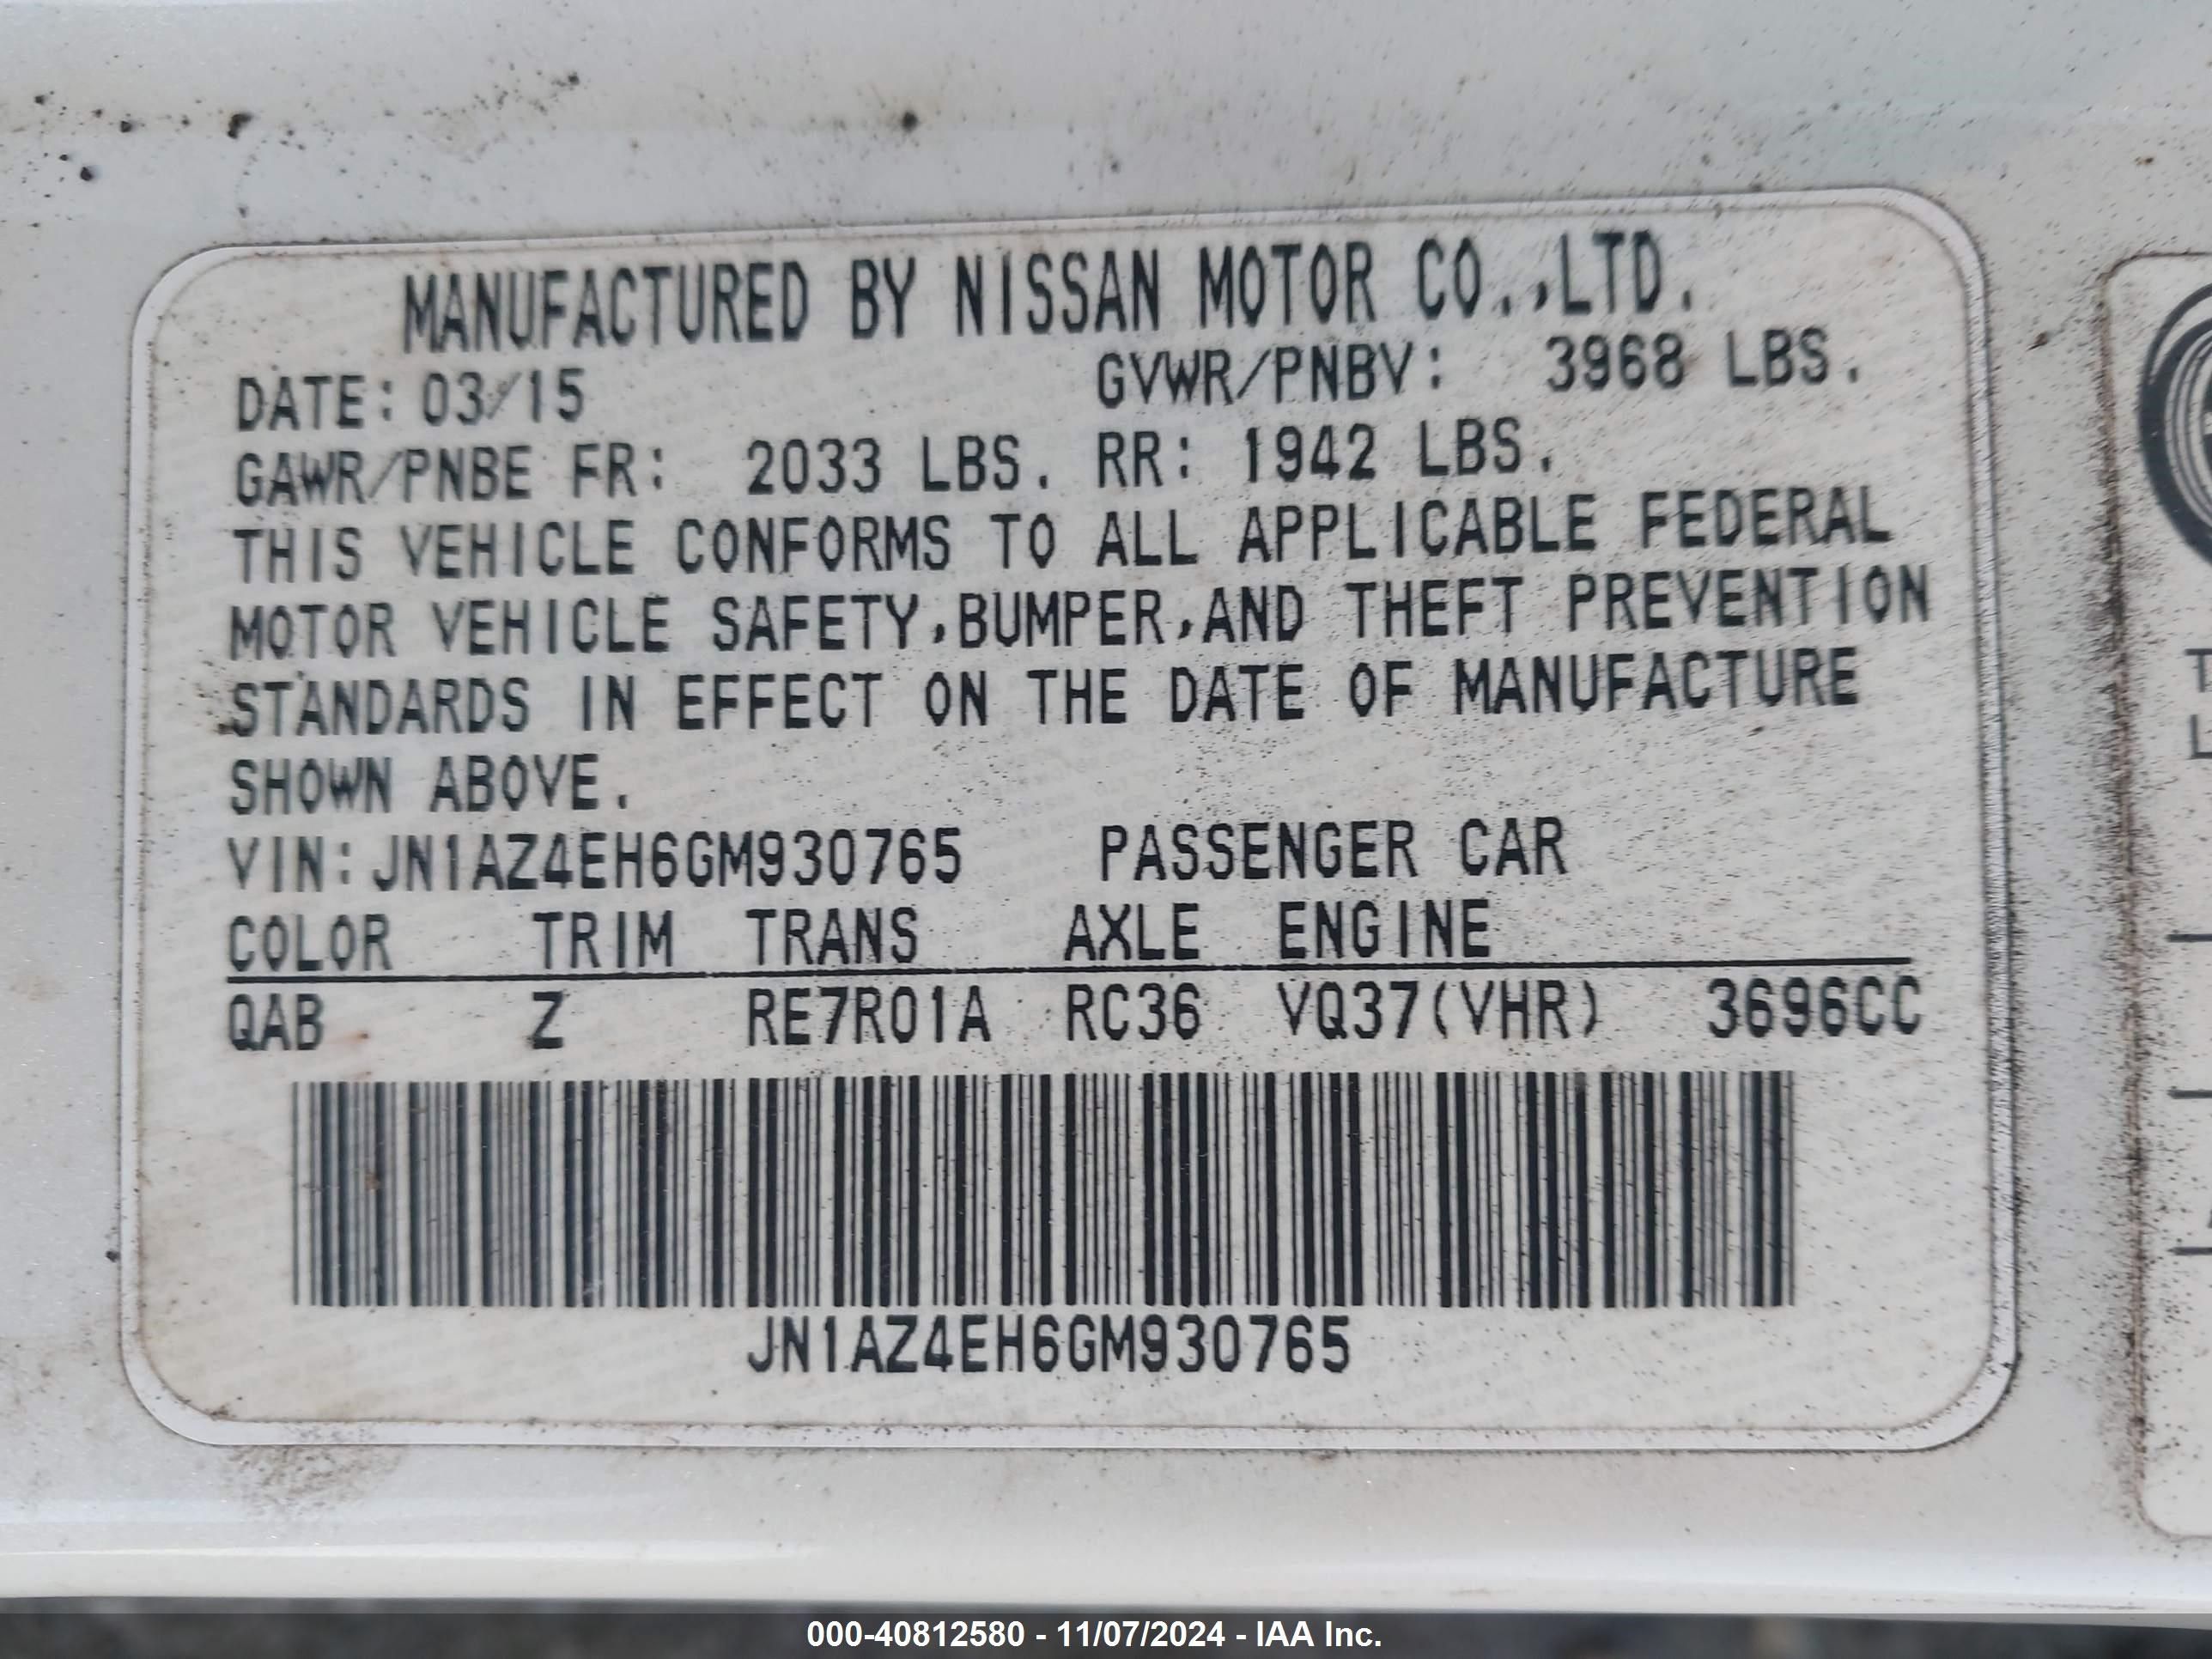 MANUFACTURED BY NISSAN MOTOR CO.,LTD.
DATE: 03/15 GVWR/PNBV: 3968 LBS.
GAWR/PNBE FR: 2033 LBS. RR: 1942 LBS.
THIS VEHICLE CONFORMS TO ALL APPLICABLE FEDERAL
MOTOR VEHICLE SAFETY,BUMPER,AND THEFT PREVENTION
STANDARDS IN EFFECT ON THE DATE OF MANUFACTURE
SHOWN ABOVE.
VIN:JN1AZ4EH6GM930765 PASSENGER CAR
COLOR TRIM TRANS AXLE ENGINE
QAB Z RE7R01A RC36 VQ37(VHR) 3696CC
JN1AZ4EH6GM930765
000-40812580 - 11/07/2024 - IAA Inc.